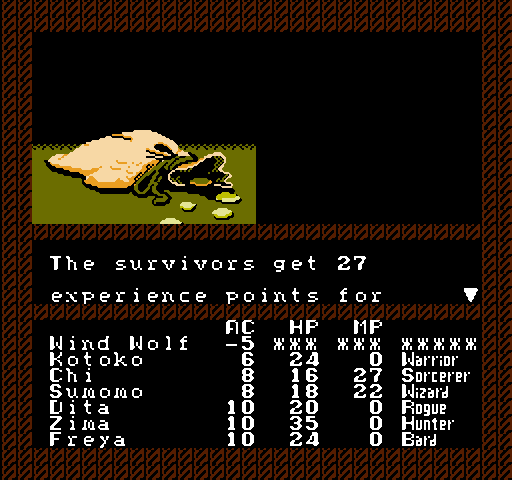 The survivors get 27
experience points for
AC HP MP
Wind Wolf -5 *** *** *****
Kotoko 6 24 0 Warrior
Chi 8 16 27 Sorcerer
Sumomo 8 18 22 Wizard
Dita 10 20 0 Rogue
Zima 10 35 0 Hunter
Freya 10 24 0 Bard